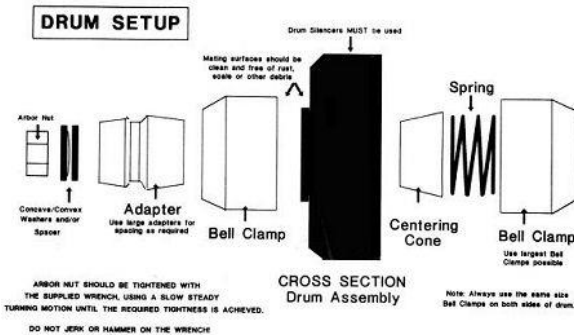 DRUM SETUP
Drum Silencers MUST be used
Mating surfaces should be
clean and free of rust,
scale or other debris
Spring
Arbor Nut
Concave/Convex
Washers and/or
Spacer
Adapter
Use large adapters for
spacing as required
Bell Clamp
Centering
Cone
Bell Clamp
Use largest Bell
Clamps possible
CROSS SECTION
Drum Assembly
ARBOR NUT SHOULD BE TIGHTENED WITH
THE SUPPLIED WRENCH, USING A SLOW STEADY
TURNING MOTION UNTIL THE REQUIRED TIGHTNESS IS ACHIEVED.
DO NOT JERK OR HAMMER ON THE WRENCH!
Note: Always use the same size
Bell Clamps on both sides of drum.